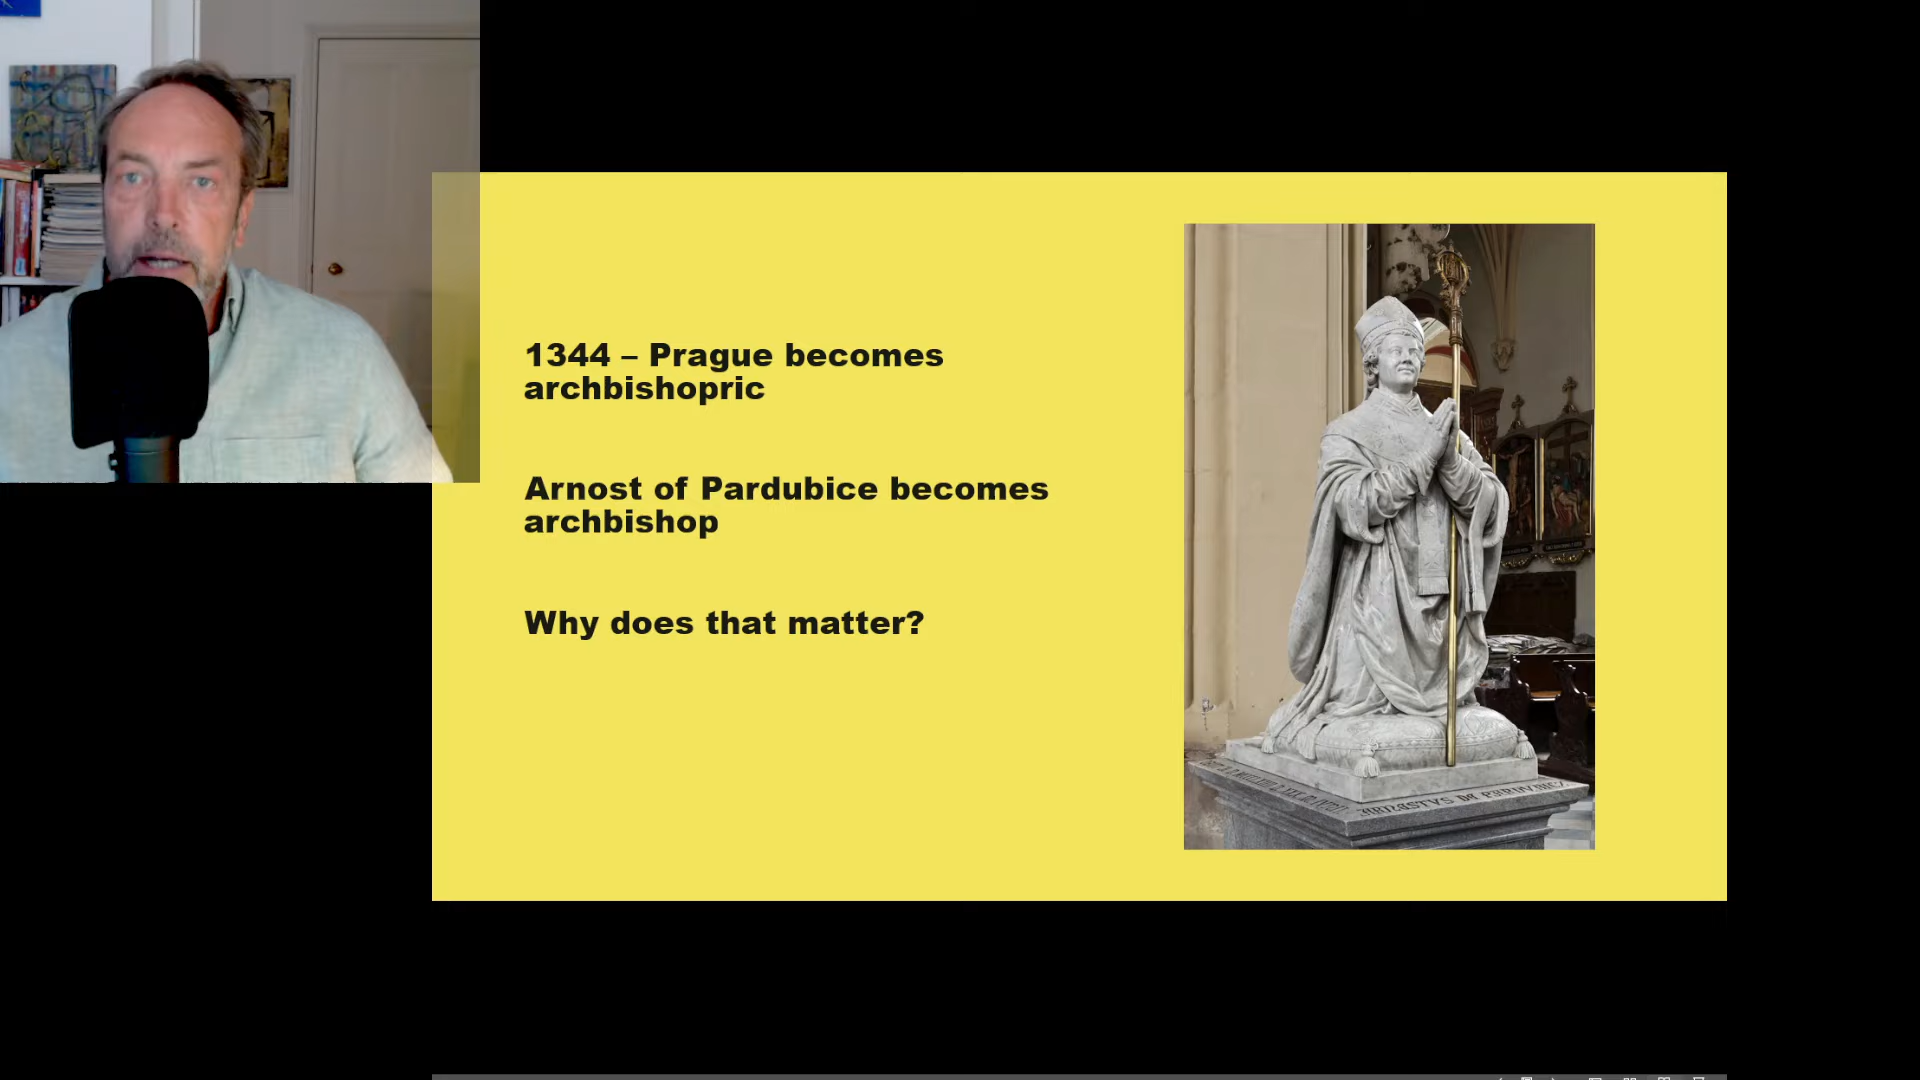 1344 – Prague becomes
archbishopric
Arnost of Pardubice becomes
archbishop
Why does that matter?